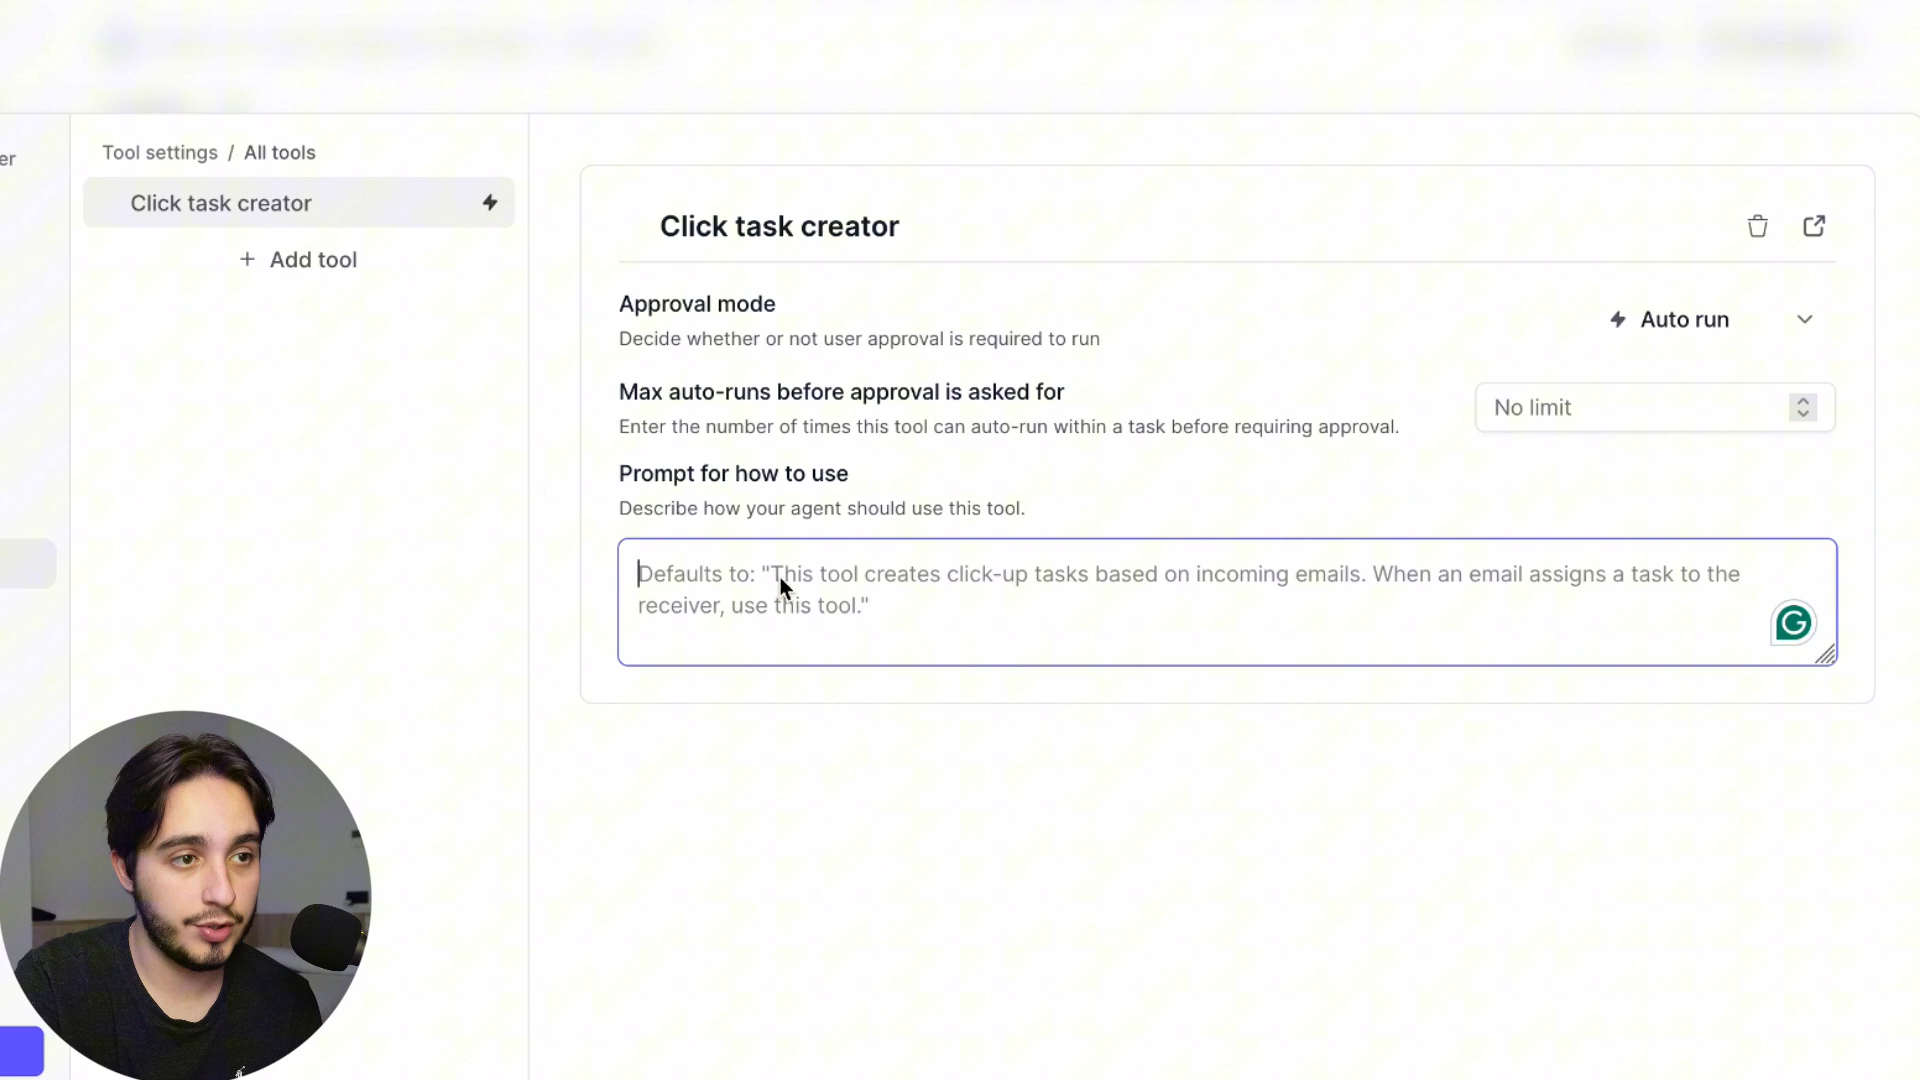 er
Tool settings / All tools
Click task creator
+ Add tool
Click task creator
Approval mode
Decide whether or not user approval is required to run
Auto run
Max auto-runs before approval is asked for
Enter the number of times this tool can auto-run within a task before requiring approval.
No limit
Prompt for how to use
Describe how your agent should use this tool.
Defaults to: "This tool creates click-up tasks based on incoming emails. When an email assigns a task to the
receiver, use this tool."